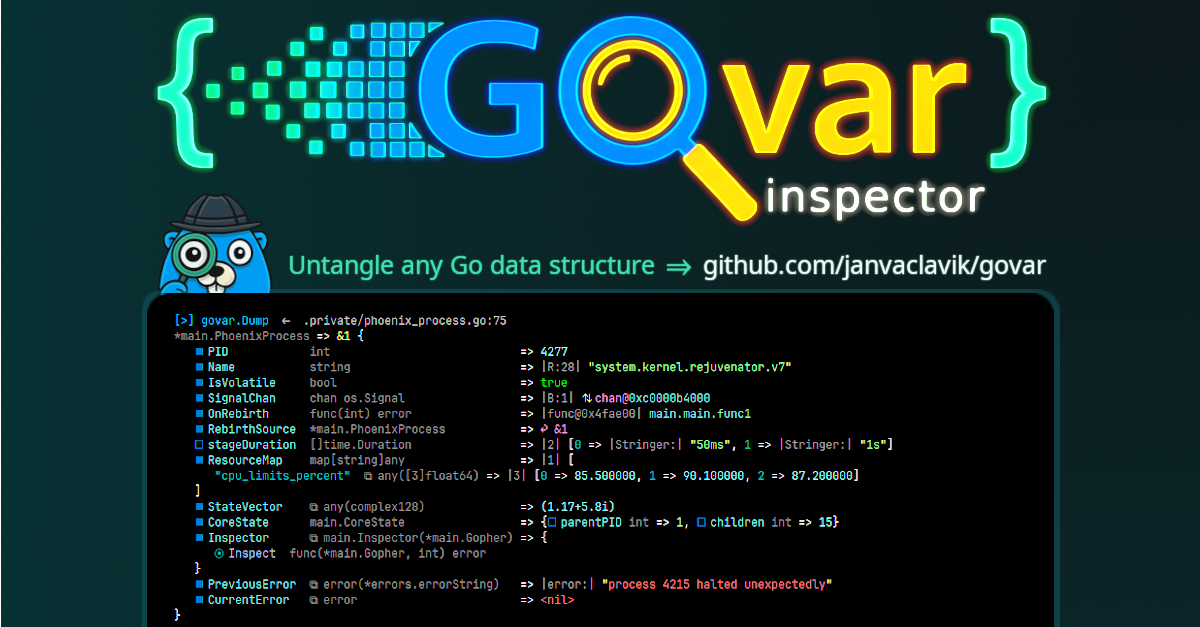 {GOvar}
inspector
Untangle any Go data structure ⇒ github.com/janvaclavik/govar
[>] govar.Dump ← .private/phoenix_process.go:75
*main.PhoenixProcess => &1 {
■ PID int => 4277
■ Name string => |R:28| "system.kernel.rejuvenator.v7"
■ IsVolatile bool => true
■ SignalChan chan os.Signal => |B:1| ⇅ chan@0xc0000b4000
■ OnRebirth func(int) error => |func@0x4fae00| main.main.func1
■ RebirthSource *main.PhoenixProcess => ↩ &1
□ stageDuration []time.Duration => |2| [0 => |Stringer:| "50ms", 1 => |Stringer:| "1s"]
■ ResourceMap map[string]any => |1| [
"cpu_limits_percent" ⧉ any([3]float64) => |3| [0 => 85.500000, 1 => 90.100000, 2 => 87.200000]
]
■ StateVector ⧉ any(complex128) => (1.17+5.8i)
■ CoreState main.CoreState => {□ parentPID int => 1, □ children int => 15}
■ Inspector ⧉ main.Inspector(*main.Gopher) => {
⦿ Inspect func(*main.Gopher, int) error
}
■ PreviousError ⧉ error(*errors.errorString) => |error:| "process 4215 halted unexpectedly"
■ CurrentError ⧉ error => <nil>
}